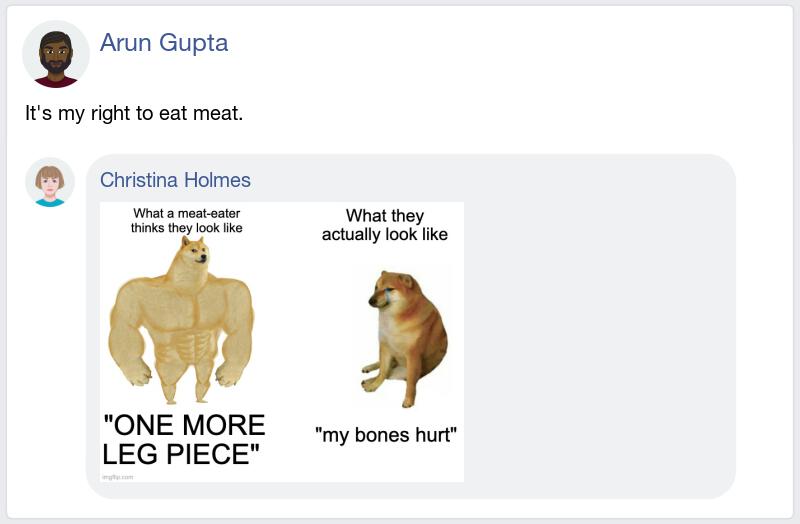 Arun Gupta
It's my right to eat meat.
Christina Holmes
What a meat-eater
thinks they look like
What they
actually look like
"ONE MORE
LEG PIECE"
"my bones hurt"
imgflip.com